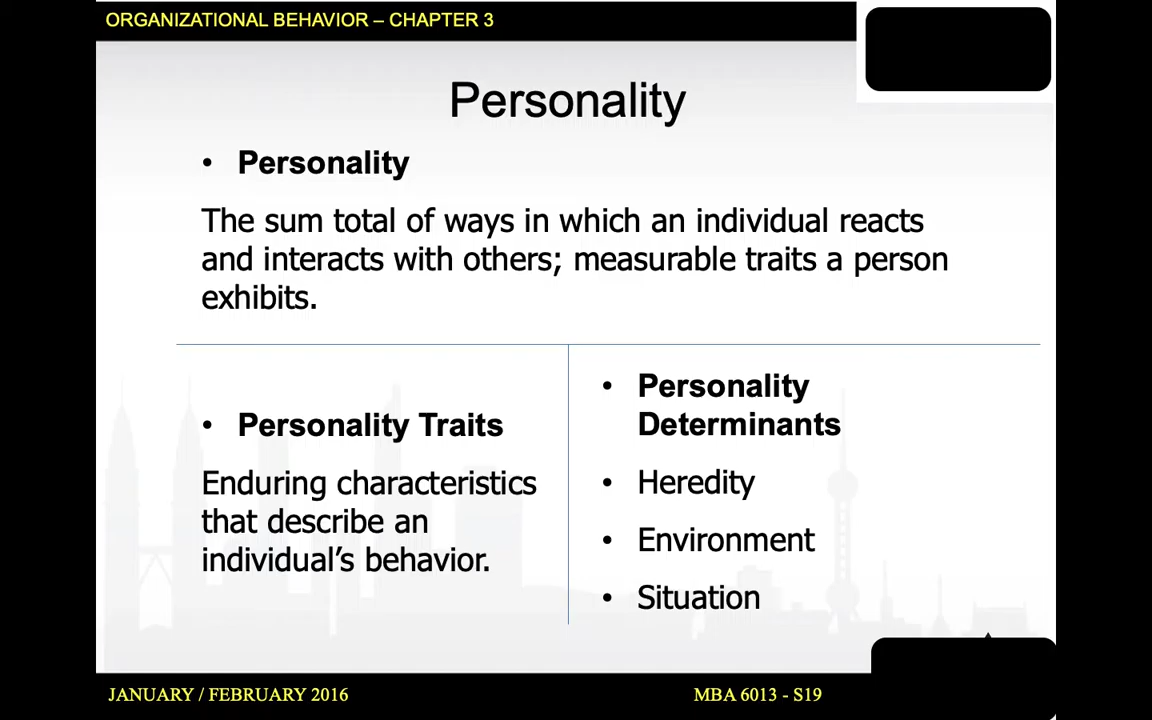 ORGANIZATIONAL BEHAVIOR – CHAPTER 3
Personality
• Personality
The sum total of ways in which an individual reacts
and interacts with others; measurable traits a person
exhibits.
• Personality Traits
Enduring characteristics
that describe an
individual’s behavior.
• Personality
Determinants
• Heredity
• Environment
• Situation
JANUARY / FEBRUARY 2016
MBA 6013 - S19